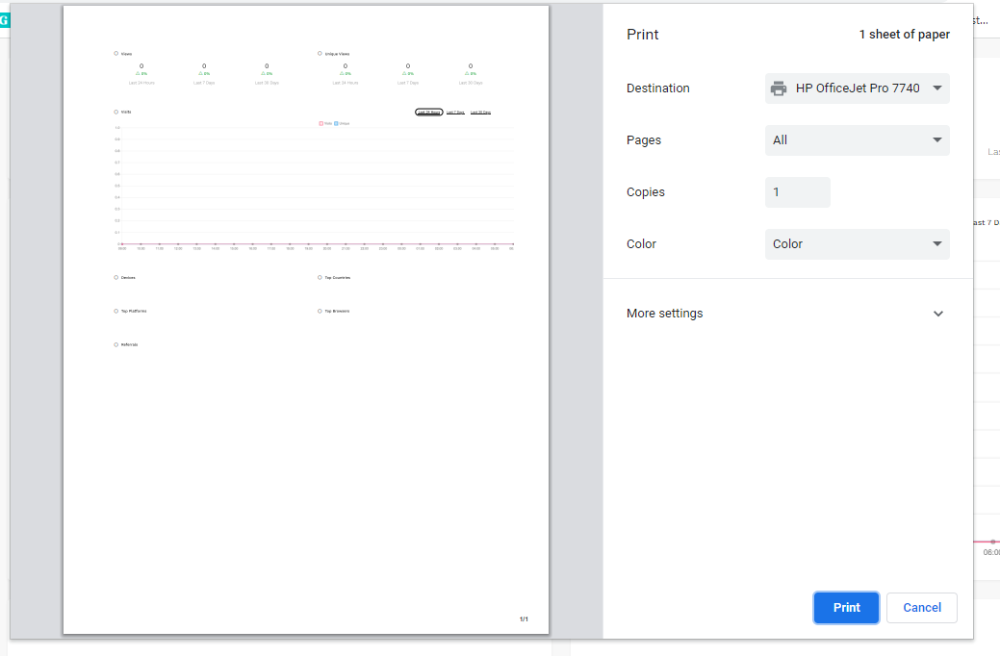 G
st...
Print
1 sheet of paper
Destination
HP OfficeJet Pro 7740
Pages
All
Copies
1
Color
Color
More settings
Print
Cancel
Views
Unique Views
0 0 0 0 0 0
0% 0% 0% 0% 0% 0%
Last 24 Hours Last 7 Days Last 30 Days Last 24 Hours Last 7 Days Last 30 Days
Visits
Last 24 Hours Last 7 Days Last 30 Days
Unique
1.0
0.9
0.8
0.7
0.6
0.5
0.4
0.3
0.2
0.1
0
Devices
Top Countries
Top Platforms
Top Browsers
Referrals
1/1
Las
ast 7 D
06:00